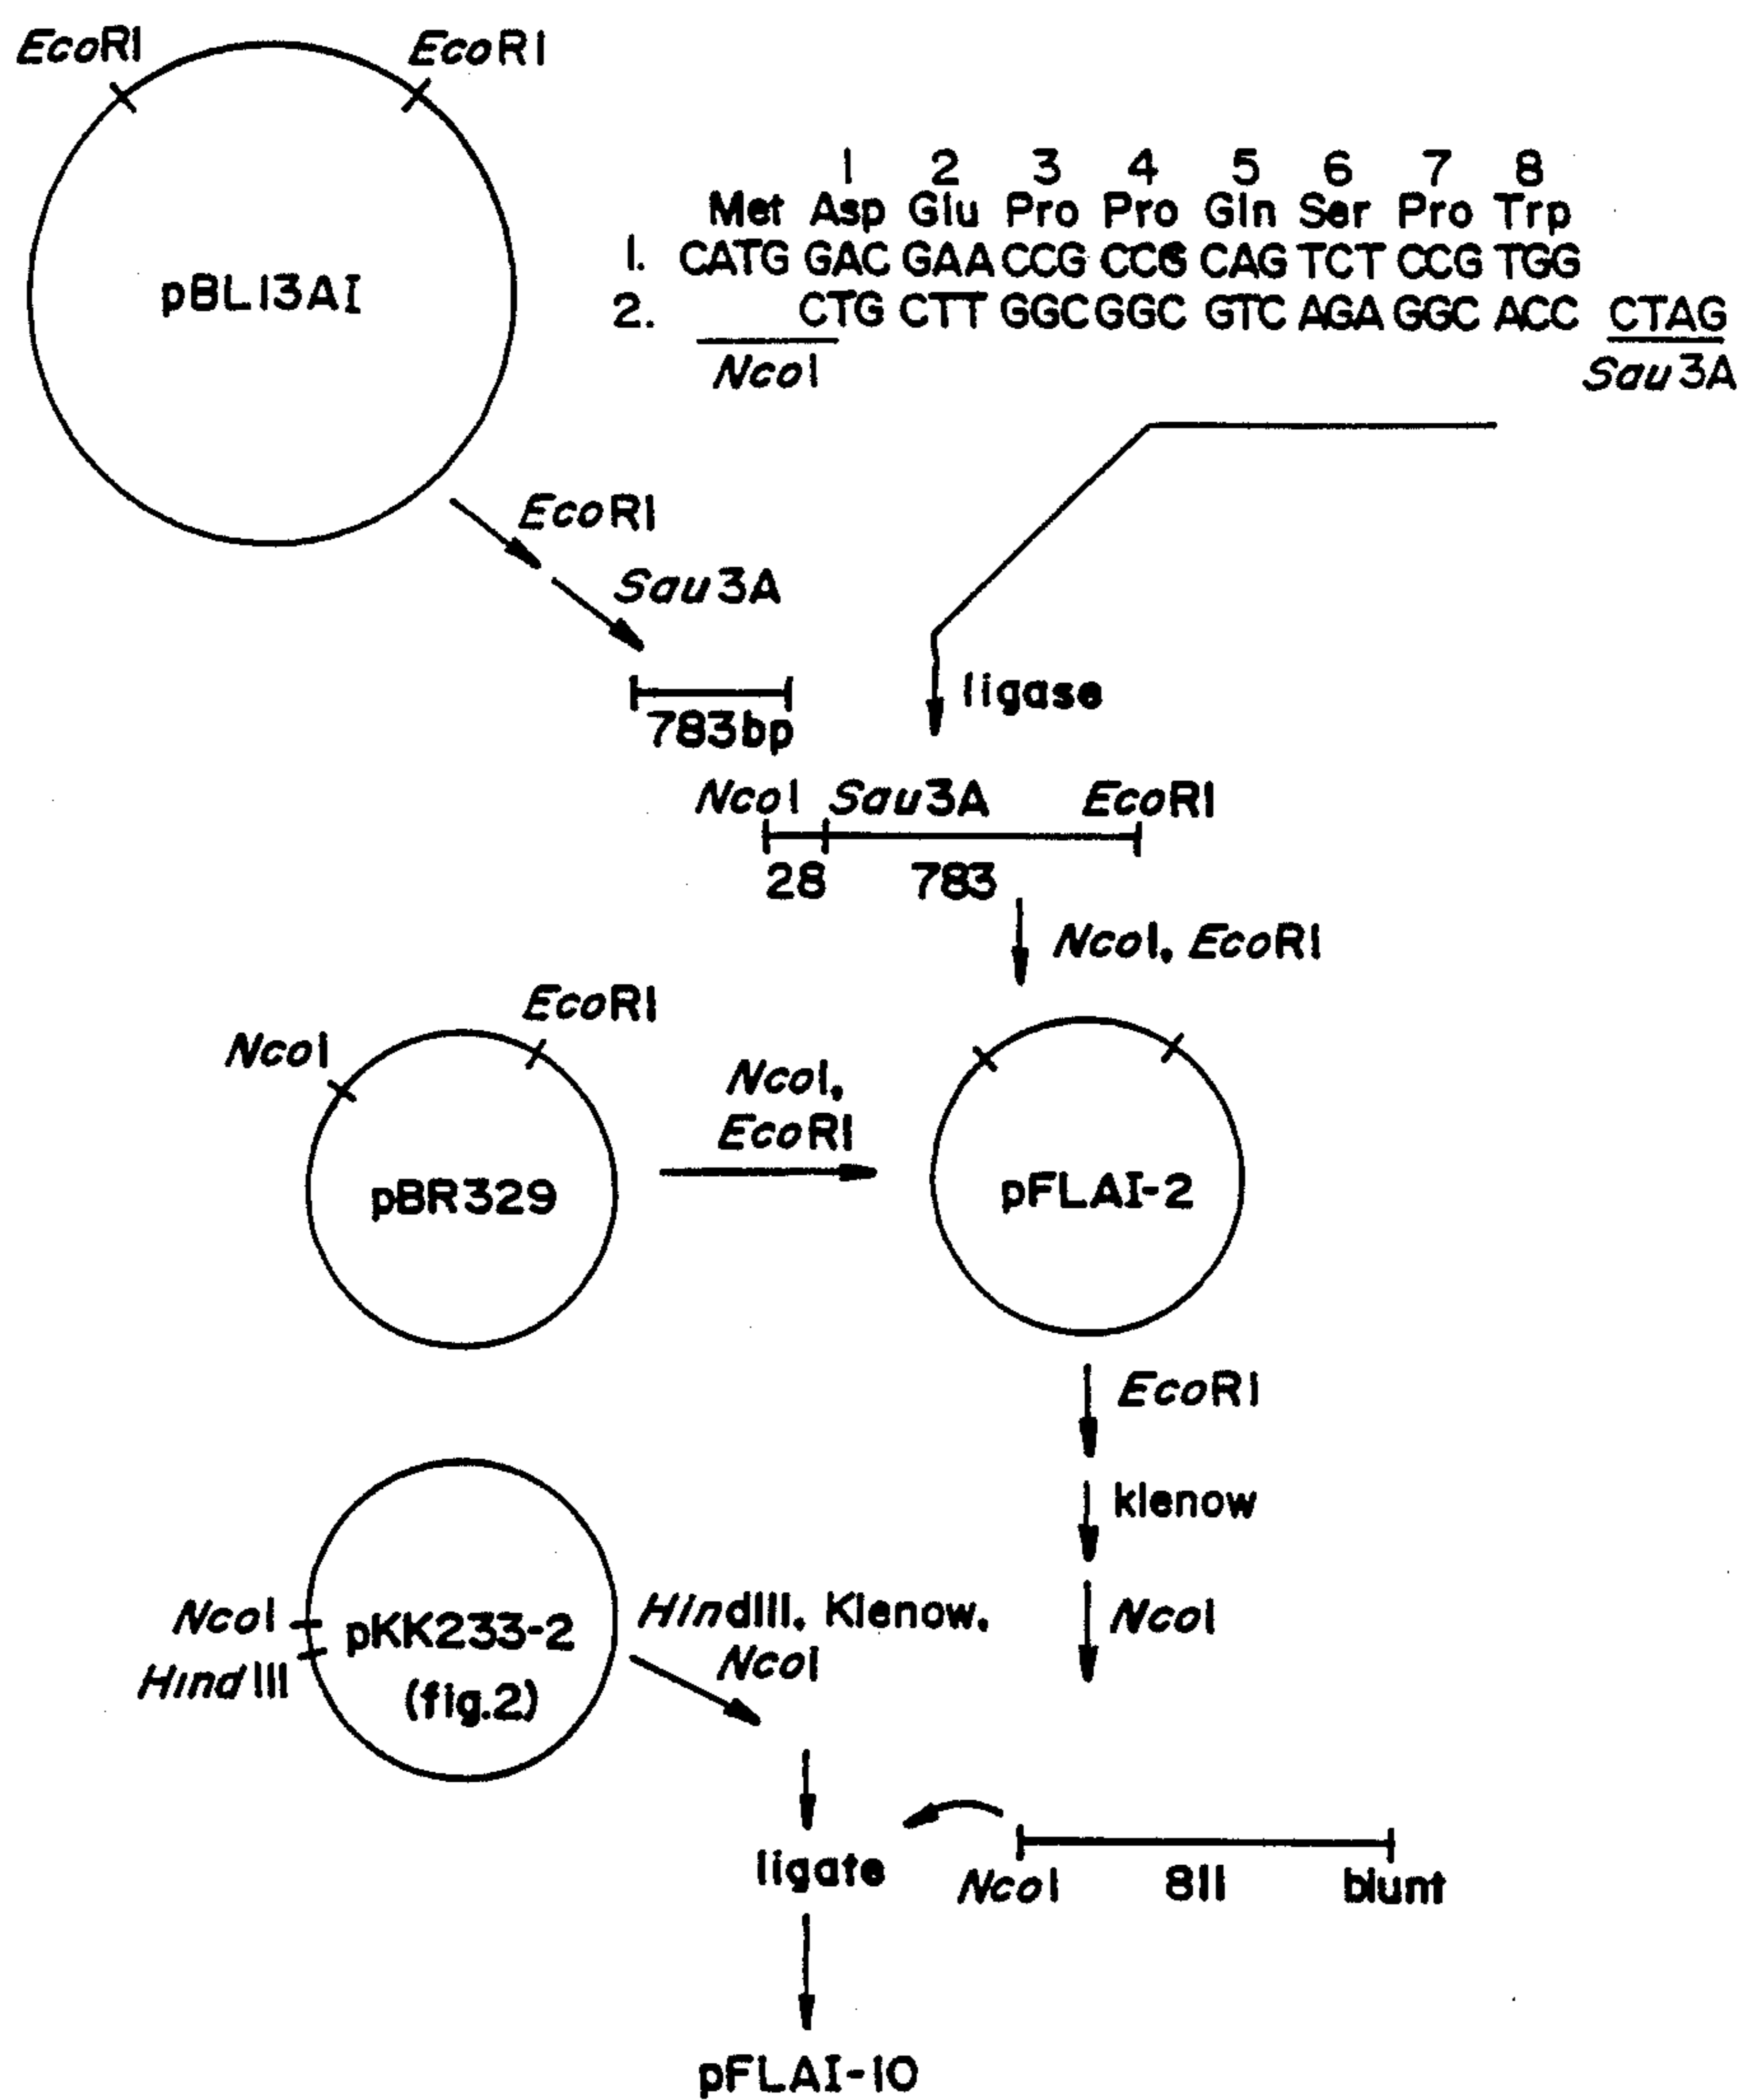 EcoRI
EcoRI
pBL13AI
1 2 3 4 5 6 7 8
Met Asp Glu Pro Pro Gln Ser Pro Trp
1. CATG GAC GAA CCG CCG CAG TCT CCG TGG
2. CTG CTT GGC GGC GTC AGA GGC ACC CTAG
NcoI
Sau3A
EcoRI
Sau3A
783bp
ligase
NcoI Sau3A EcoRI
28 783
NcoI, EcoRI
EcoRI
NcoI
pBR329
NcoI,
EcoRI
pFLAI-2
EcoRI
klenow
NcoI
NcoI
HindIII
pKK233-2
(fig.2)
HindIII, Klenow,
NcoI
ligate
NcoI 811 blunt
pFLAI-10